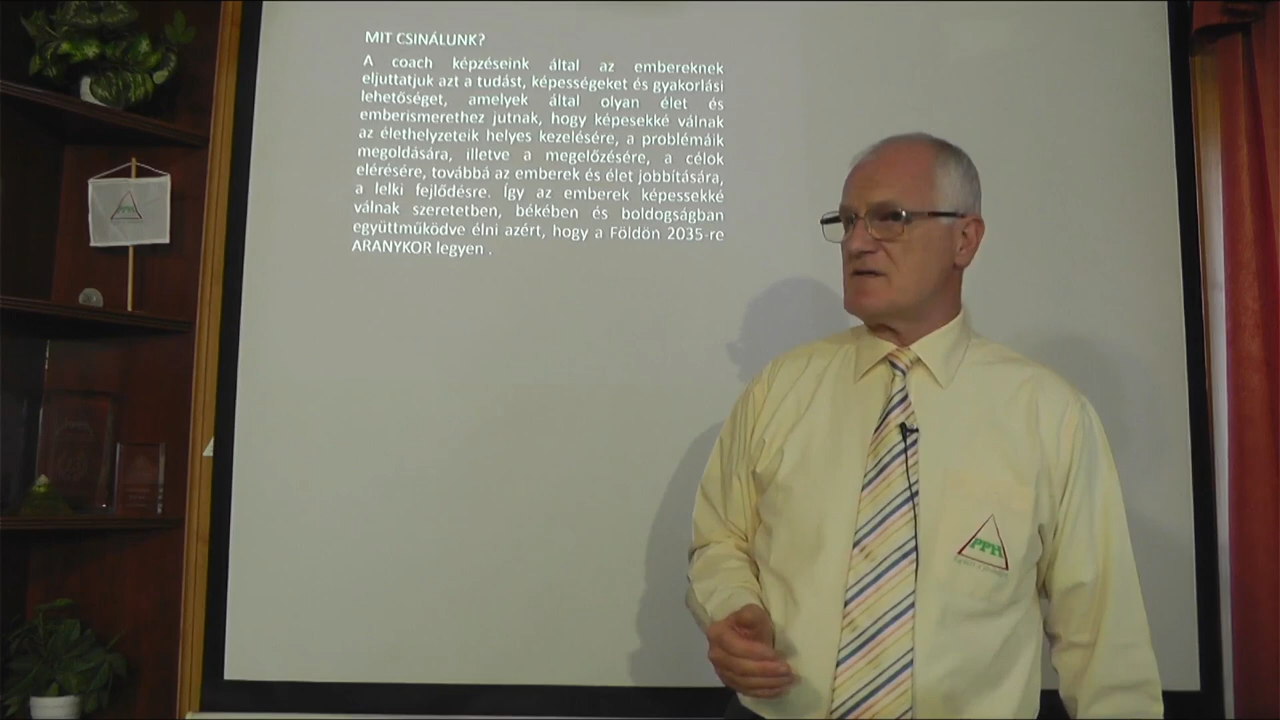 MIT CSINÁLUNK?
A coach képzéseink által az embereknek
eljuttatjuk azt a tudást, képességeket és gyakorlási
lehetőséget, amelyek által olyan élet és
emberismerethez jutnak, hogy képesekké válnak
az élethelyzeteik helyes kezelésére, a problémáik
megoldására, illetve a megelőzésére, a célok
elérésére, továbbá az emberek és élet jobbítására,
a lelki fejlődésre. Így az emberek képessekké
válnak szeretetben, békében és boldogságban
együttműködve élni azért, hogy a Földön 2035-re
ARANYKOR legyen .
PPH